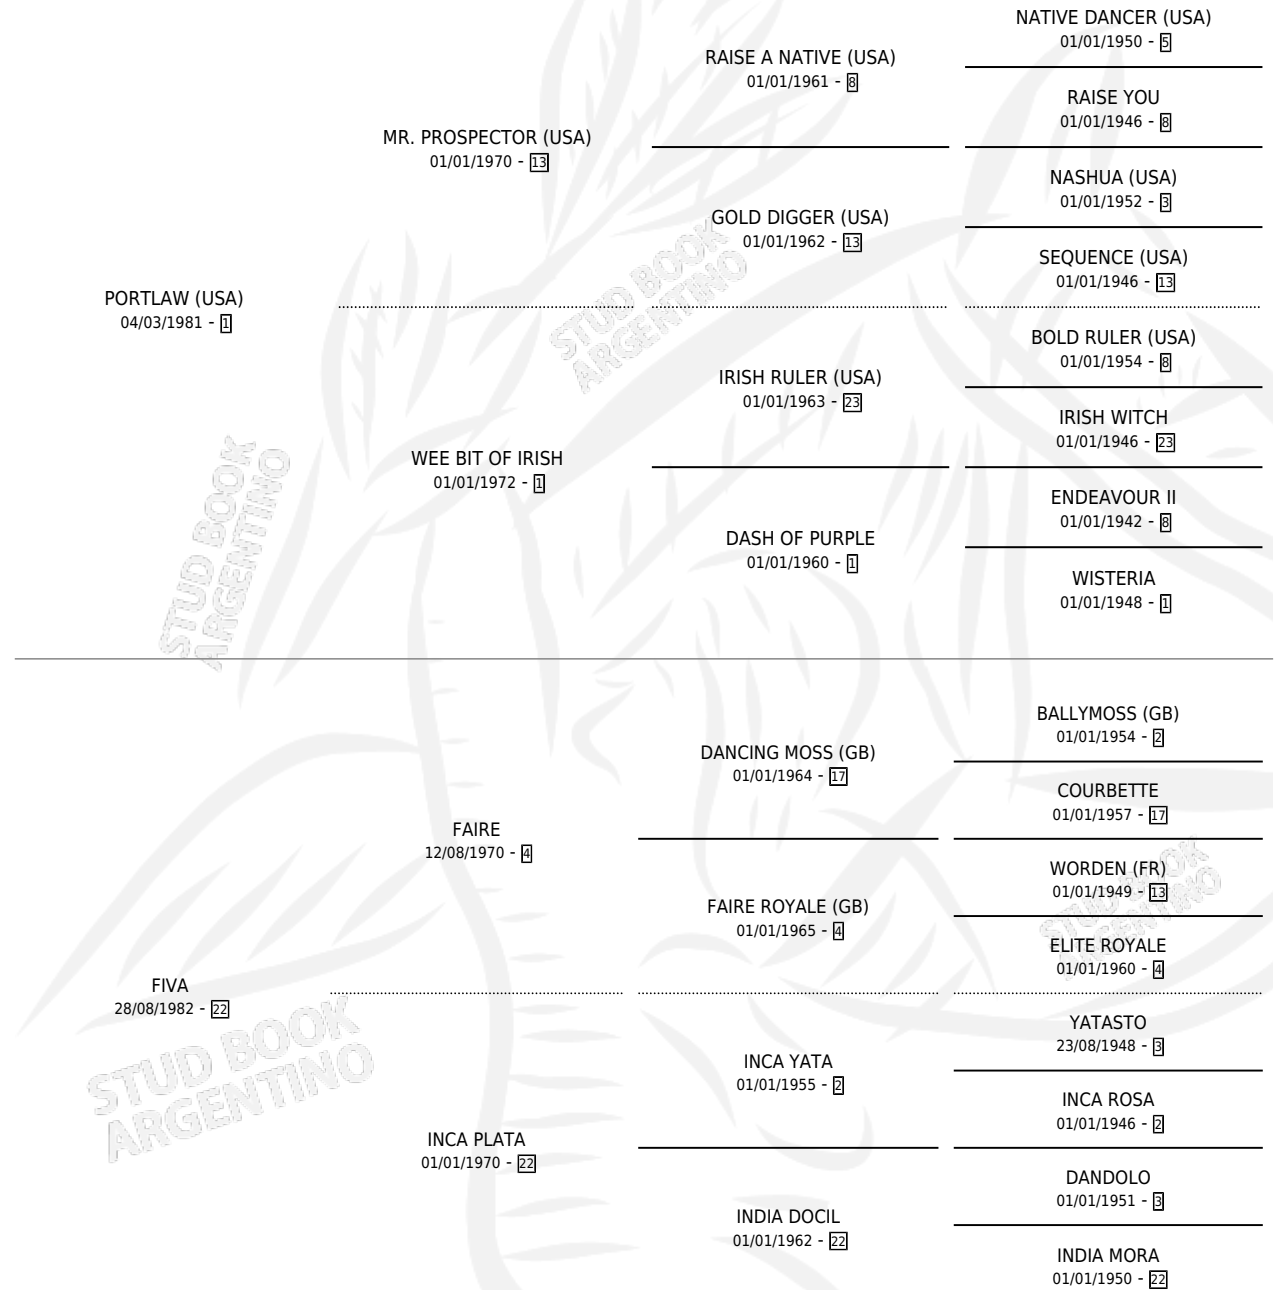 NATIVE DANCER (USA)
01/01/1950 - 5
RAISE A NATIVE (USA)
01/01/1961 - 8
RAISE YOU
01/01/1946 - 8
MR. PROSPECTOR (USA)
01/01/1970 - 13
NASHUA (USA)
01/01/1952 - 3
GOLD DIGGER (USA)
01/01/1962 - 13
SEQUENCE (USA)
01/01/1946 - 13
PORTLAW (USA)
04/03/1981 - 1
BOLD RULER (USA)
01/01/1954 - 8
IRISH RULER (USA)
01/01/1963 - 23
IRISH WITCH
01/01/1946 - 23
WEE BIT OF IRISH
01/01/1972 - 1
ENDEAVOUR II
01/01/1942 - 8
DASH OF PURPLE
01/01/1960 - 1
WISTERIA
01/01/1948 - 1
BALLYMOSS (GB)
01/01/1954 - 2
DANCING MOSS (GB)
01/01/1964 - 17
COURBETTE
01/01/1957 - 17
FAIRE
12/08/1970 - 4
WORDEN (FR)
01/01/1949 - 13
FAIRE ROYALE (GB)
01/01/1965 - 4
ELITE ROYALE
01/01/1960 - 4
FIVA
28/08/1982 - 22
YATASTO
23/08/1948 - 3
INCA YATA
01/01/1955 - 2
INCA ROSA
01/01/1946 - 2
INCA PLATA
01/01/1970 - 22
DANDOLO
01/01/1951 - 3
INDIA DOCIL
01/01/1962 - 22
INDIA MORA
01/01/1950 - 22
STUD BOOK
ARGENTINO
STUD BOOK
ARGENTINO
STUD BOOK
ARGENTINO
STUD BOOK
ARGENTINO